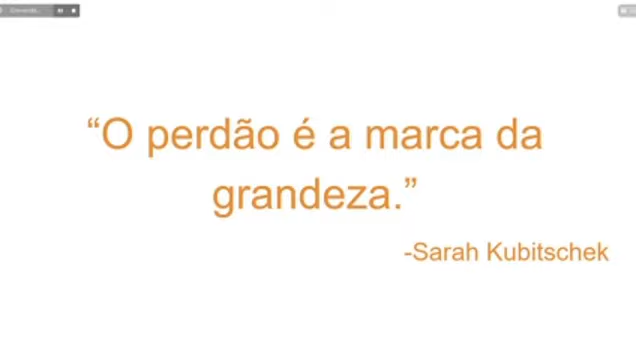 “O perdão é a marca da
grandeza.”
-Sarah Kubitschek